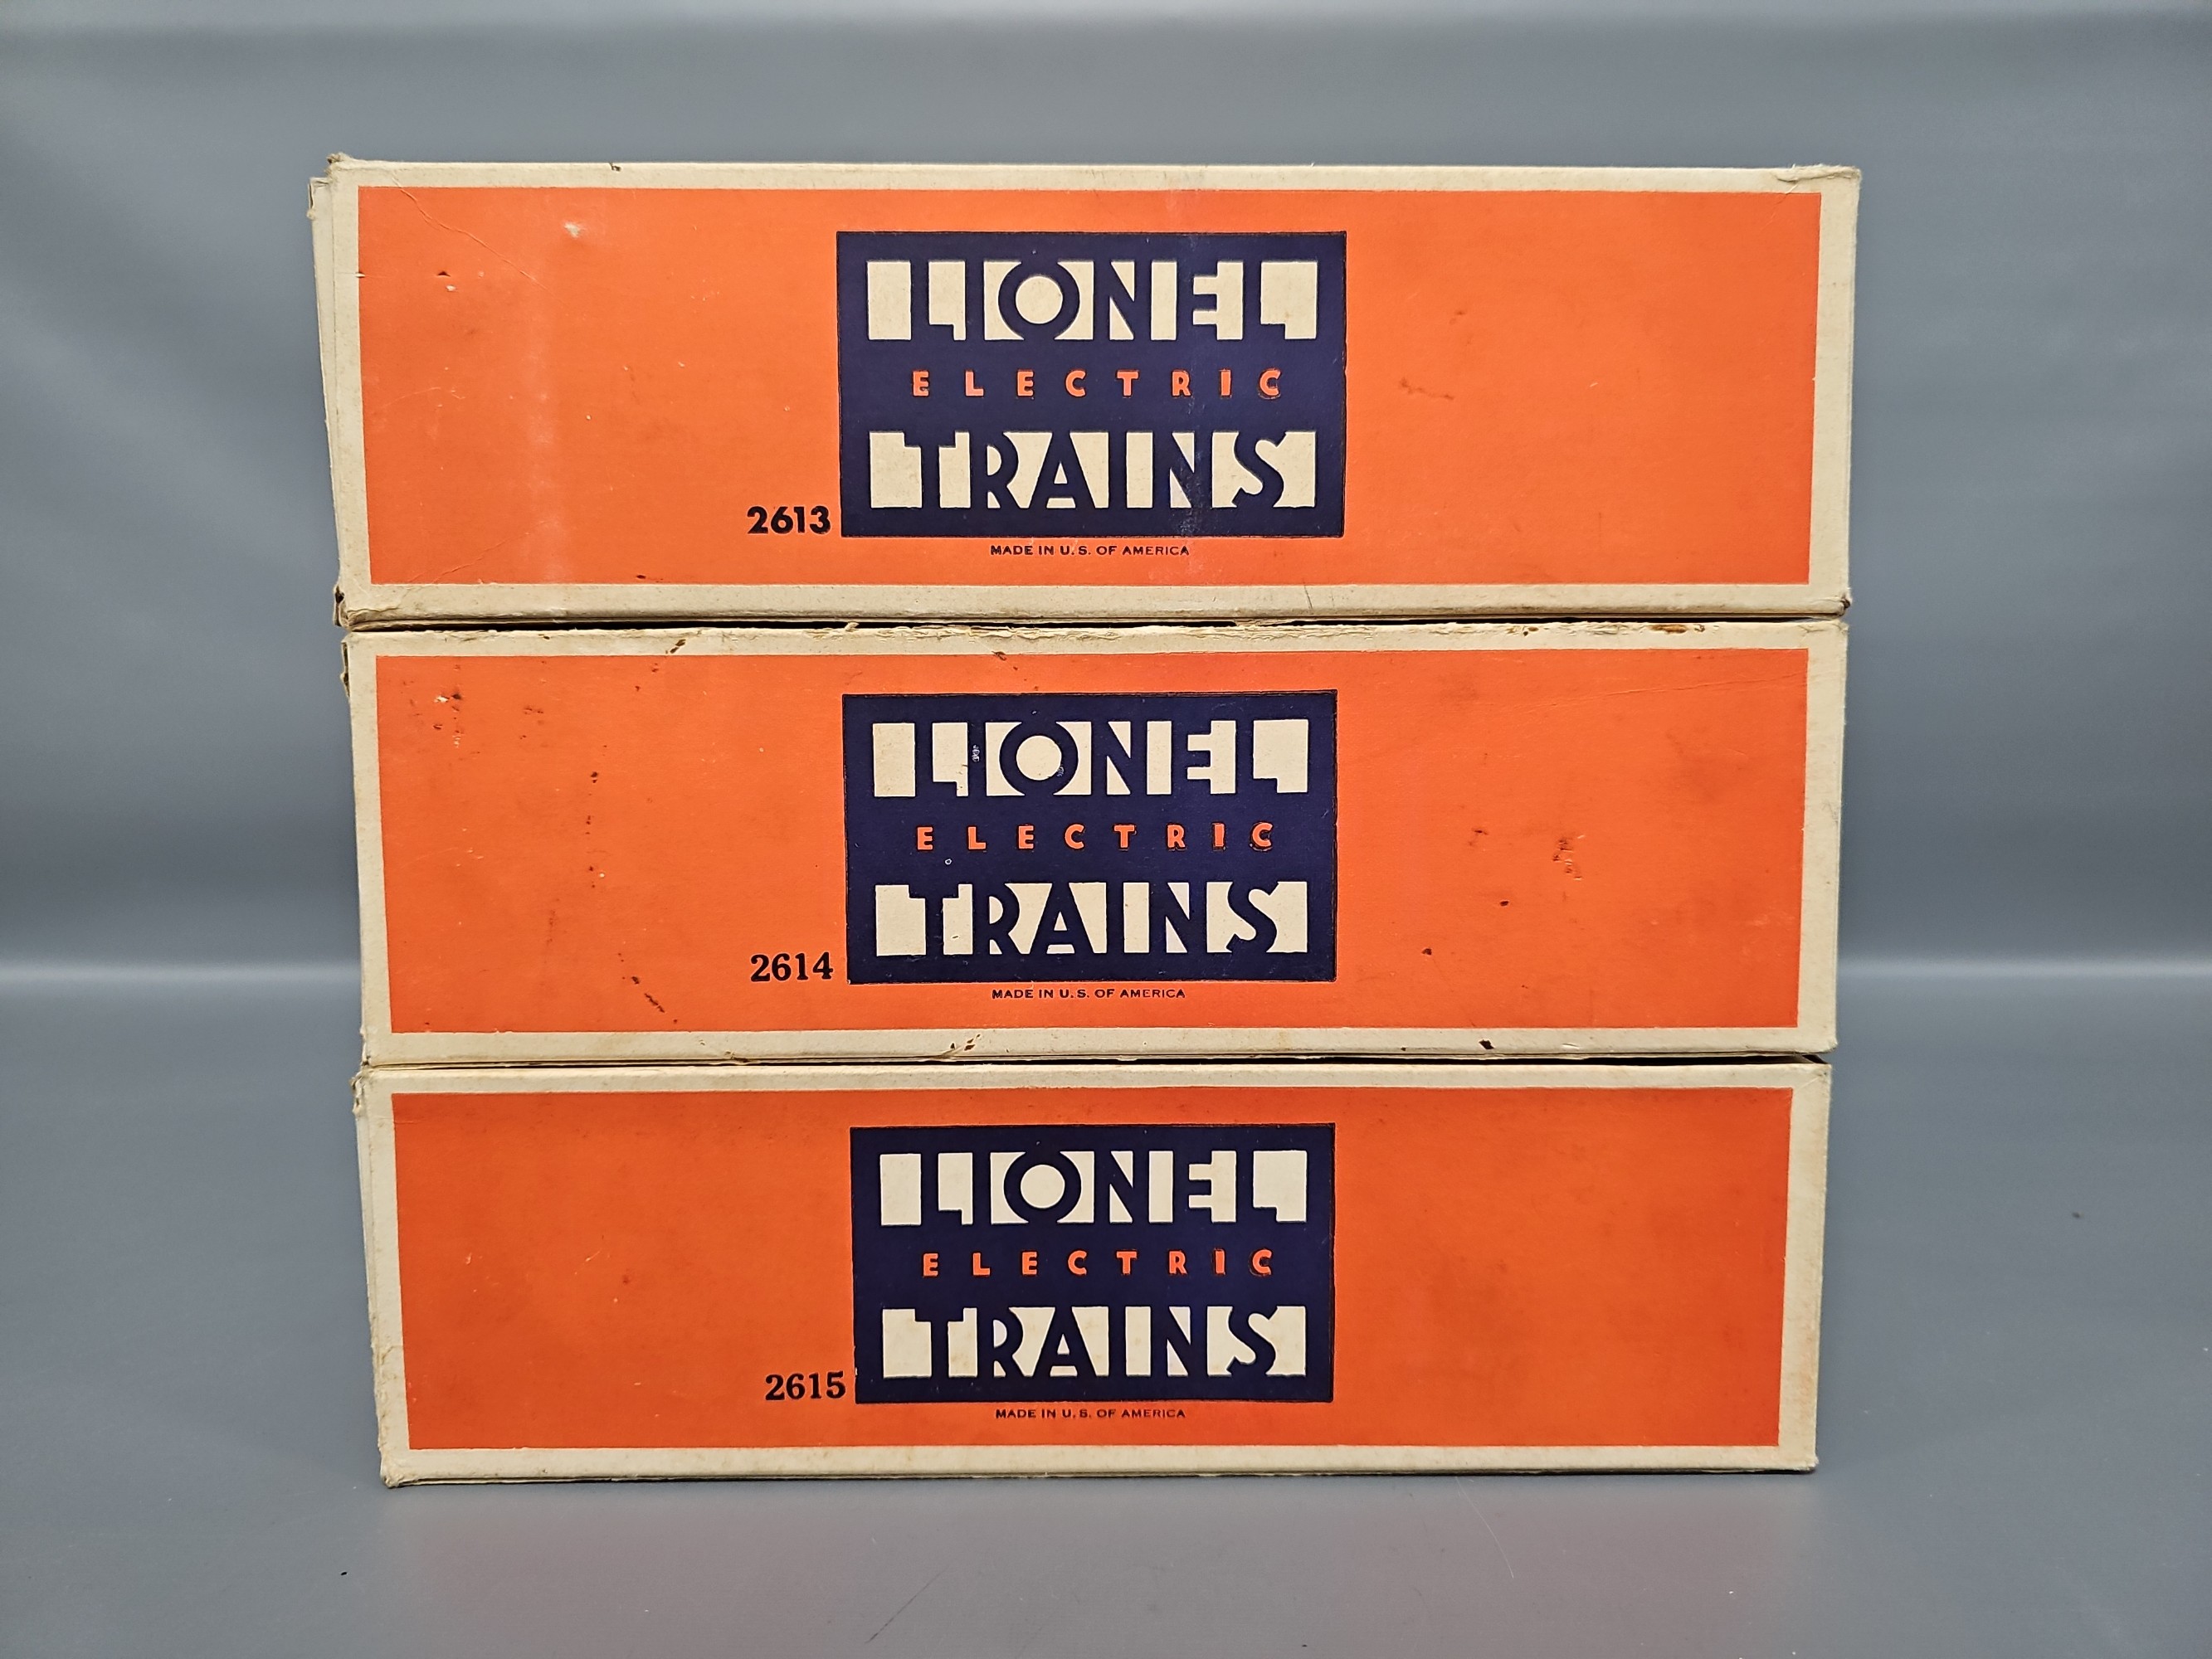 LIONEL
ELECTRIC
TRAINS
2613
MADE IN U.S. OF AMERICA
LIONEL
ELECTRIC
TRAINS
2614
MADE IN U.S. OF AMERICA
LIONEL
ELECTRIC
TRAINS
2615
MADE IN U.S. OF AMERICA